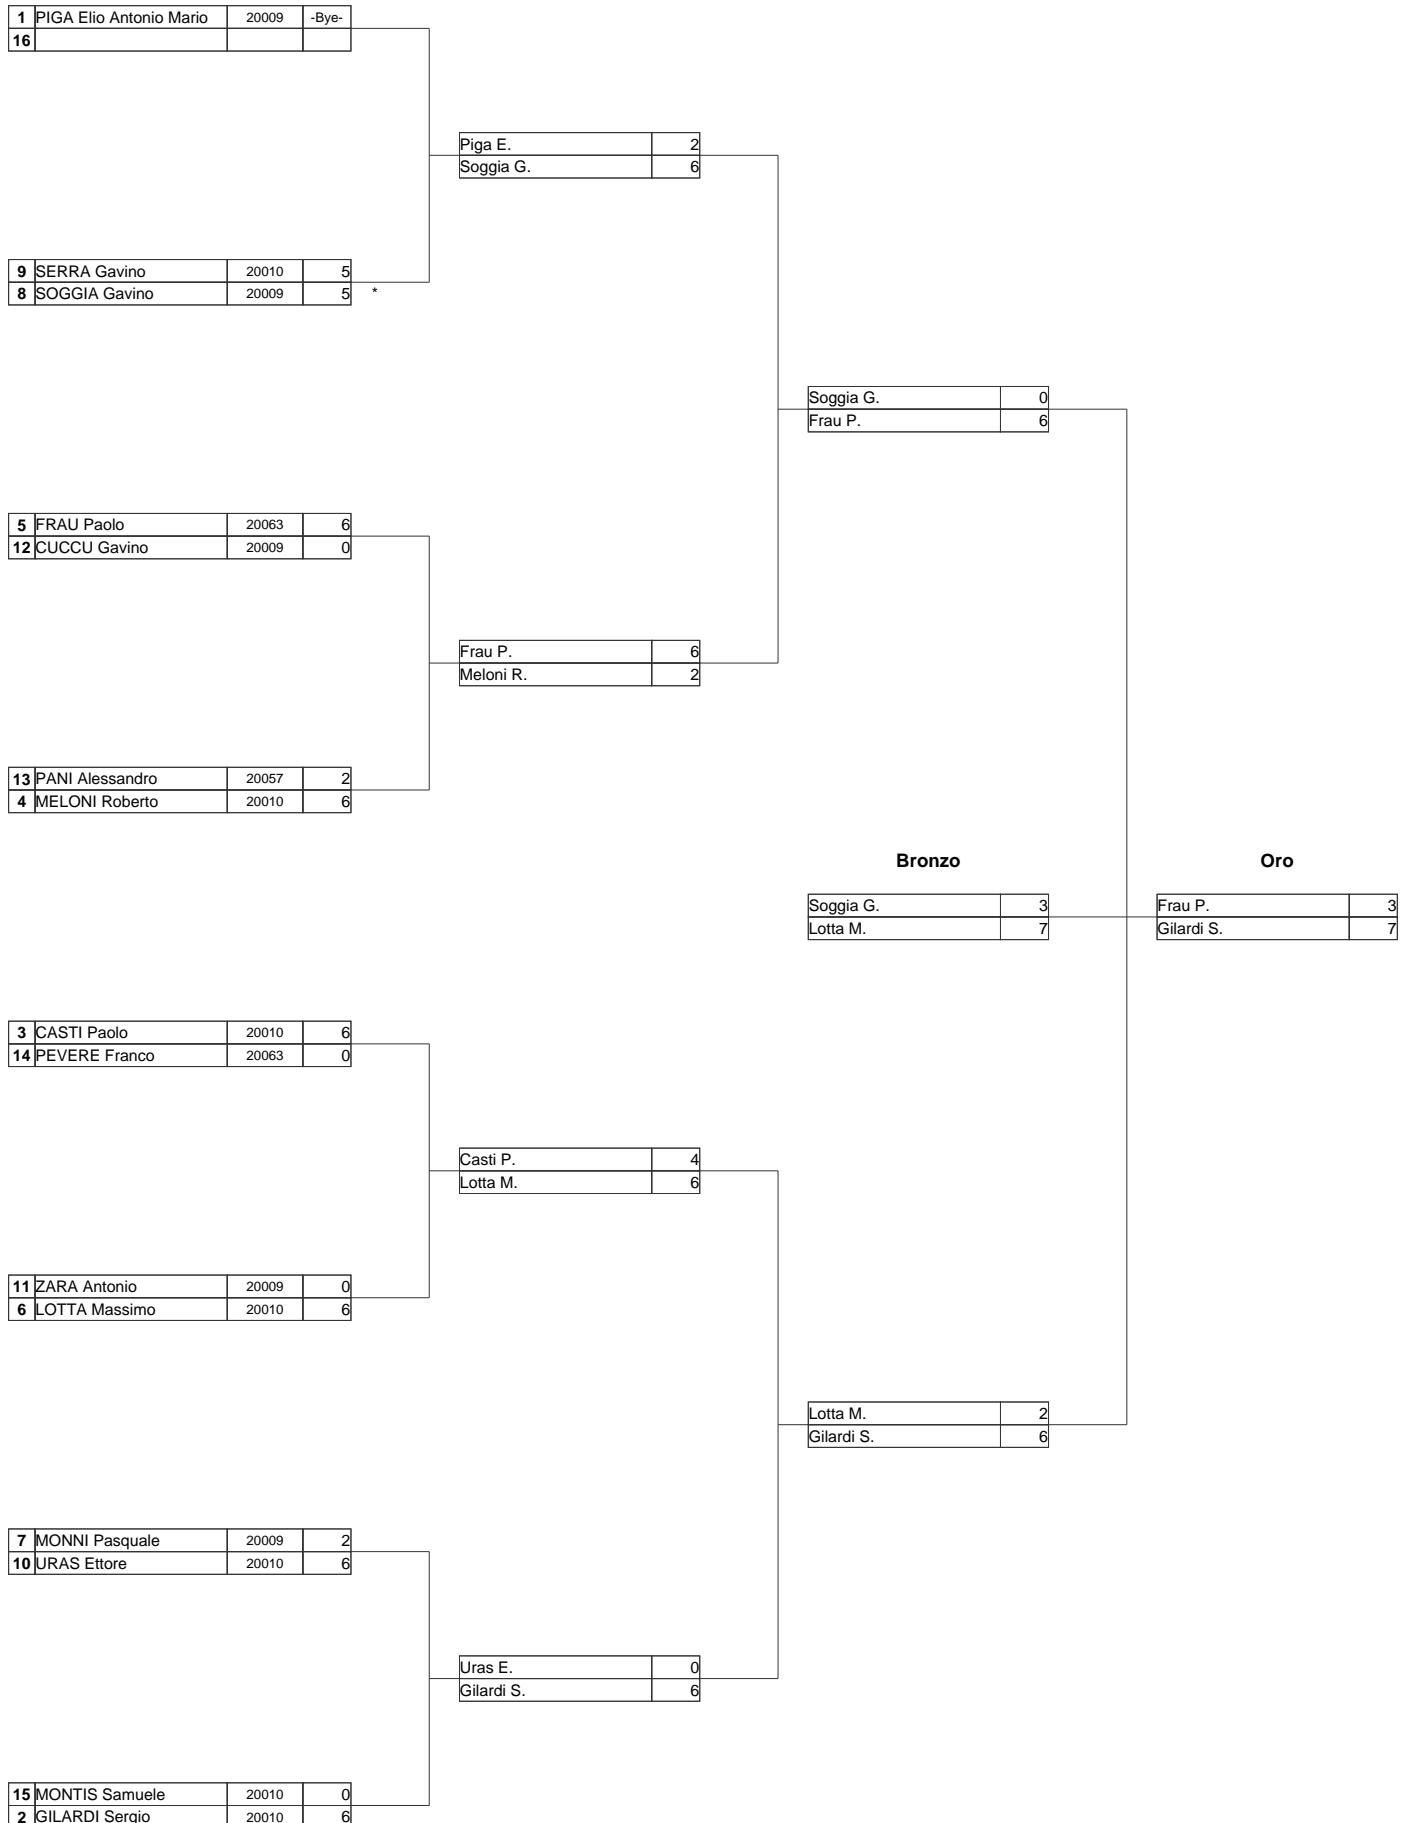 1 PIGA Elio Antonio Mario 20009 -Bye-
16
Piga E. 2
Soggia G. 6
9 SERRA Gavino 20010 5
8 SOGGIA Gavino 20009 5 *
Soggia G. 0
Frau P. 6
5 FRAU Paolo 20063 6
12 CUCCU Gavino 20009 0
Frau P. 6
Meloni R. 2
13 PANI Alessandro 20057 2
4 MELONI Roberto 20010 6
Bronzo Oro
Soggia G. 3 Frau P. 3
Lotta M. 7 Gilardi S. 7
3 CASTI Paolo 20010 6
14 PEVERE Franco 20063 0
Casti P. 4
Lotta M. 6
11 ZARA Antonio 20009 0
6 LOTTA Massimo 20010 6
Lotta M. 2
Gilardi S. 6
7 MONNI Pasquale 20009 2
10 URAS Ettore 20010 6
Uras E. 0
Gilardi S. 6
15 MONTIS Samuele 20010 0
2 GILARDI Sergio 20010 6